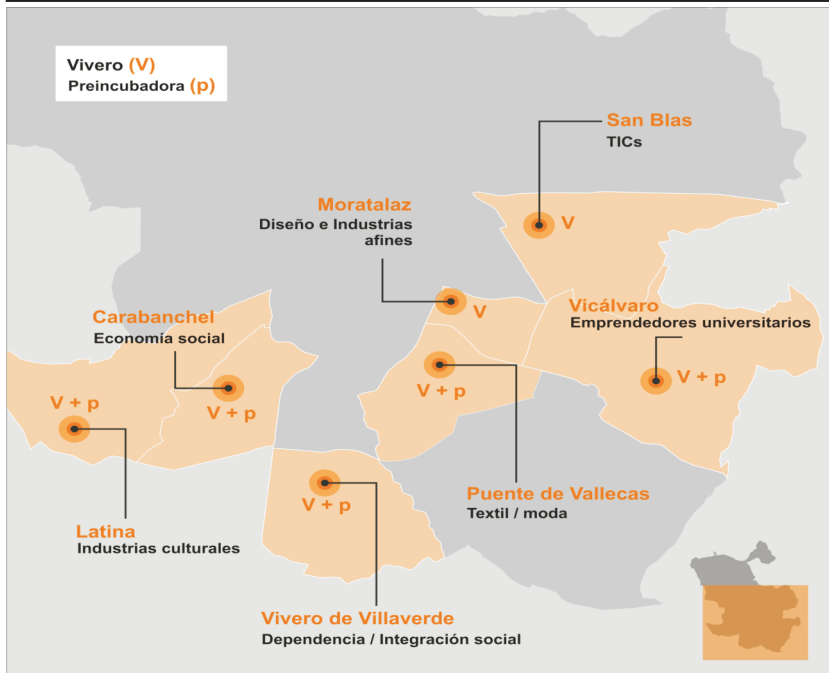 Vivero (V)
Preincubadora (p)
San Blas
TICs
Moratalaz
Diseño e Industrias
afines
V
V
Vicálvaro
Emprendedores universitarios
V + p
Carabanchel
Economía social
V + p
V + p
V + p
Latina
Industrias culturales
V + p
Puente de Vallecas
Textil / moda
Vivero de Villaverde
Dependencia / Integración social